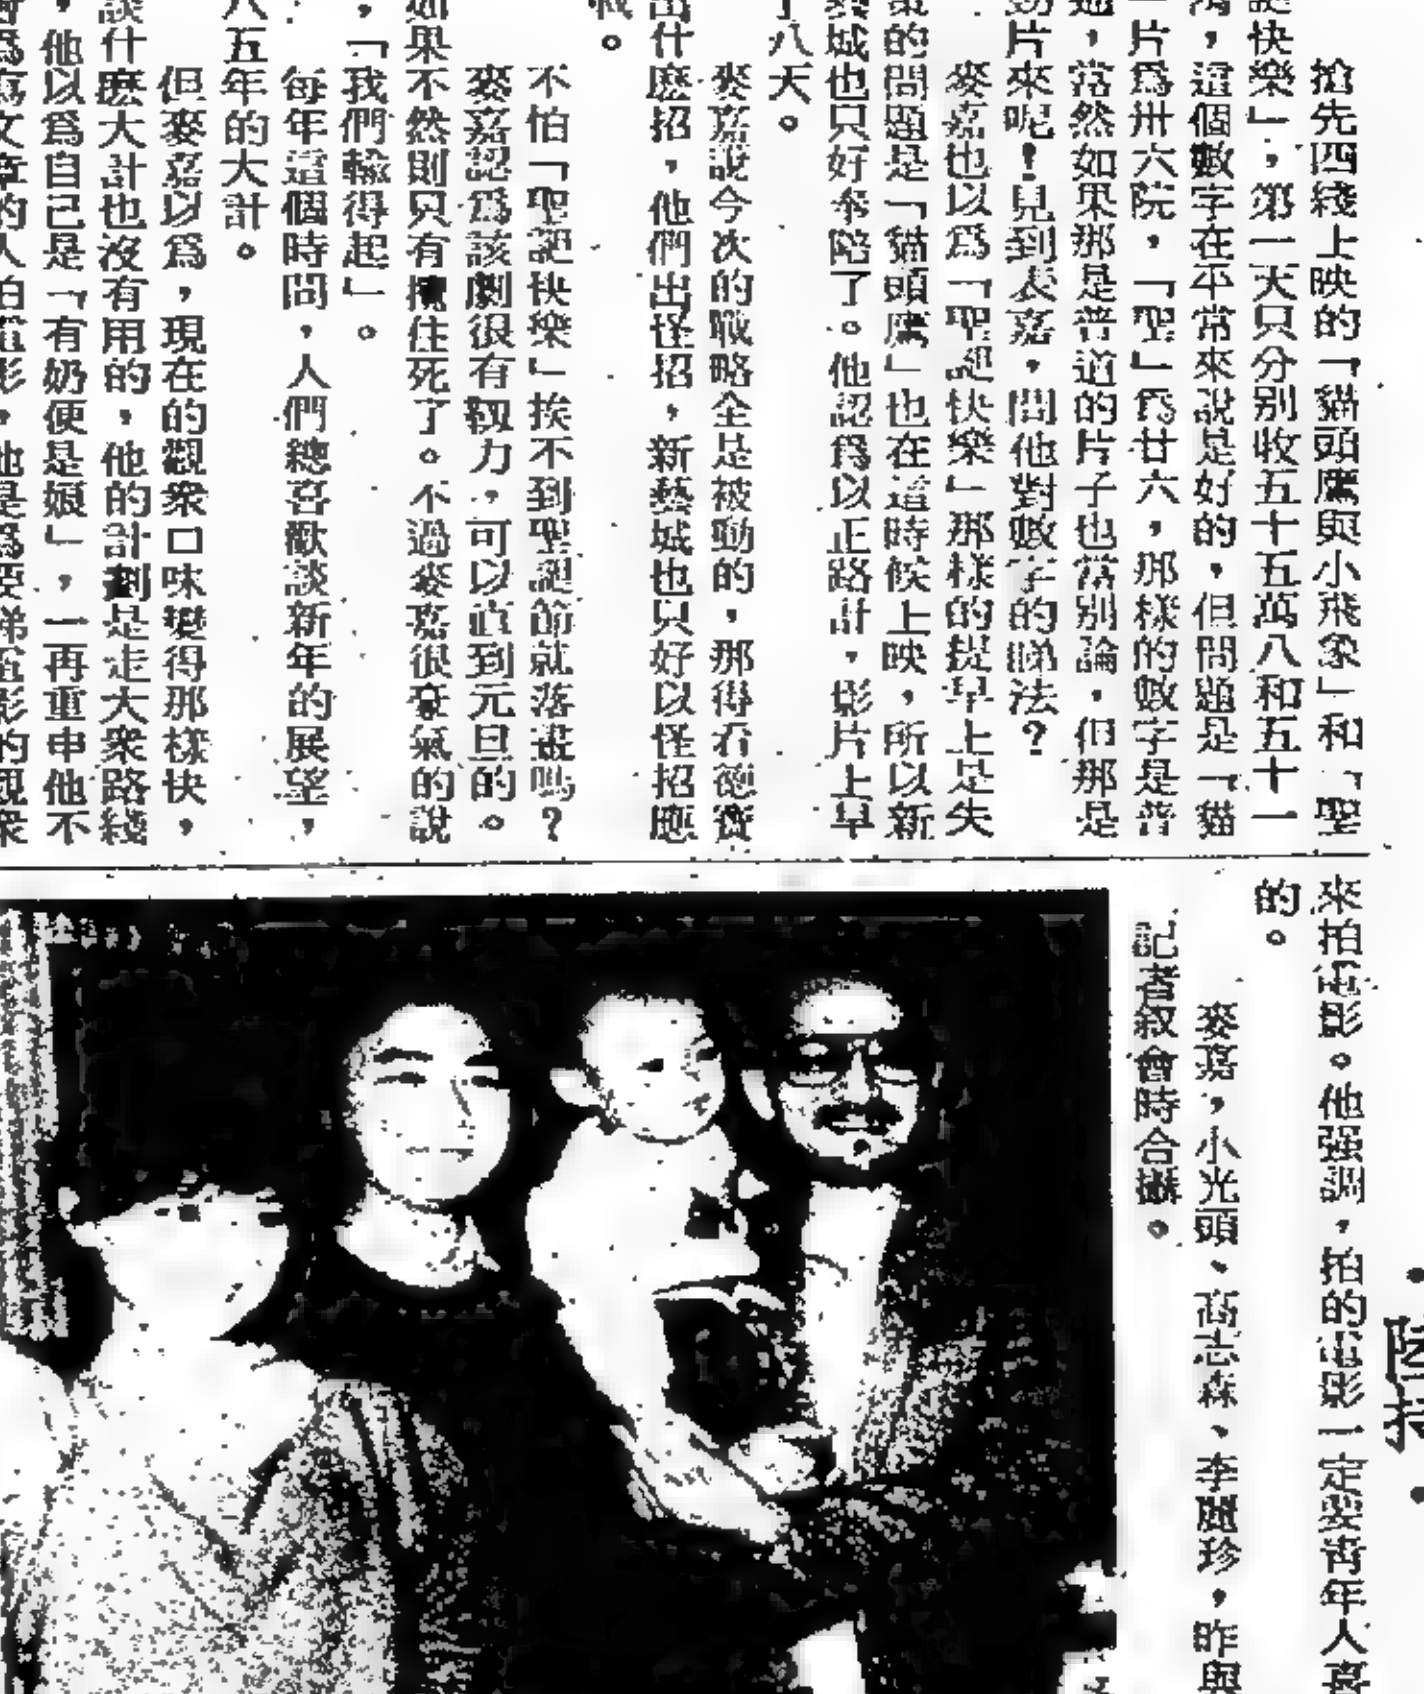 搶先四綫上映的「貓頭鷹與小飛象」和「聖
誕快樂」，第一天只分别收五十五萬八和五十一
，這個數字在平常來說是好的，但問題是「貓
一片爲卅六院，「聖」爲廿六，那樣的數字是普
通，當然如果那是普道的片子也當别論，但那是
動片來呢！見到麥嘉，問他對數字的睇法？
麥嘉也以爲「聖誕快樂」那樣的提早上是失
策的問題是「貓頭鷹」也在這時候上映，所以新
藝城也只好奉陪了。他認爲以正路計，影片上早
了八天。
麥嘉說今次的戰略全是被動的，那得看德寶
出什麽招，他們出怪招，新藝城也只好以怪招應
戰。
不怕「聖誕快樂」挨不到聖誕節就落畫嗎？
麥嘉認爲該劇很有靱力，可以直到元旦的。
如果不然則只有攬住死了。不過麥嘉很豪氣的說
，「我們輸得起」。
每年這個時間，人們總喜歡談新年的展望，
八五年的大計。
但麥嘉以爲，現在的觀衆口味變得那樣快，
談什麽大計也沒有用的，他的計劃是走大衆路綫
，他以爲自己是「有奶便是娘」，一再重申他不
爲寫文章的人拍電影，他是爲要睇電影的觀衆
來拍電影。他强調，拍的電影一定要青年人喜
的。
麥嘉，小光頭、高志森、李麗珍，昨與
記者敘會時合攝。
陸